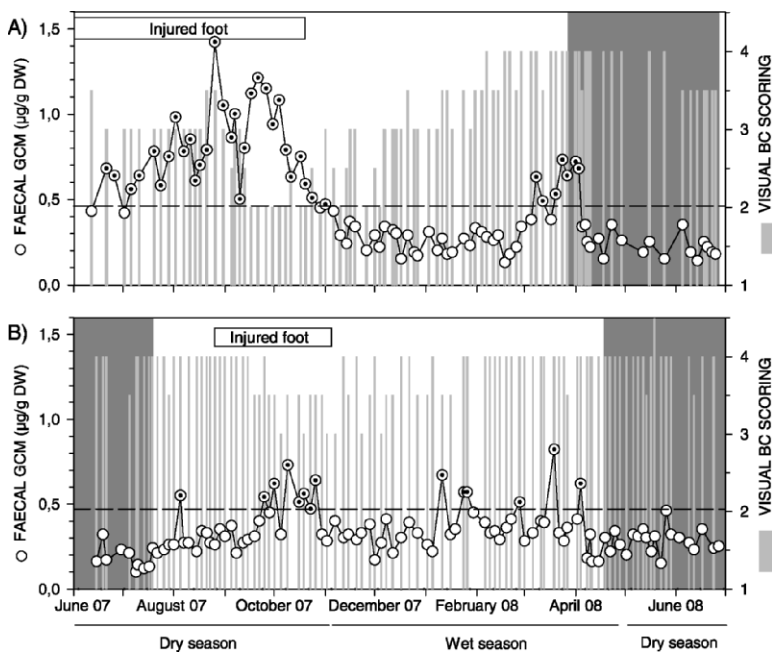 A)
Injured foot
1,5
1,0
0,5
0,0
FAECAL GCM (µg/g DW)
4
3
2
1
VISUAL BC SCORING
B)
Injured foot
1,5
1,0
0,5
0,0
FAECAL GCM (µg/g DW)
4
3
2
1
VISUAL BC SCORING
June 07 August 07 October 07 December 07 February 08 April 08 June 08
Dry season Wet season Dry season